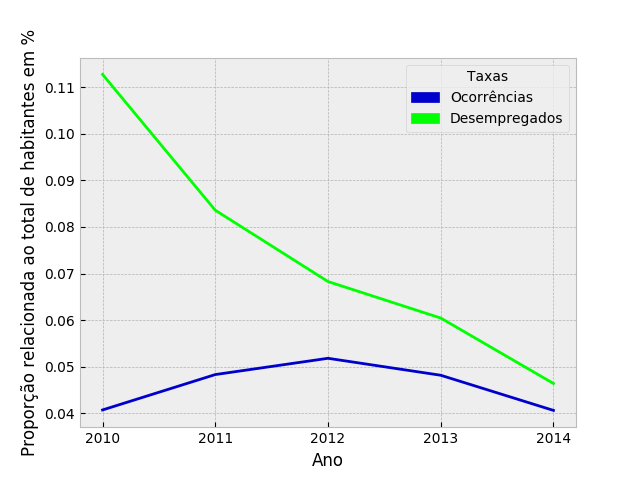 Proporção relacionada ao total de habitantes em %
0.11
0.10
0.09
0.08
0.07
0.06
0.05
0.04
Taxas
Ocorrências
Desempregados
2010 2011 2012 2013 2014
Ano